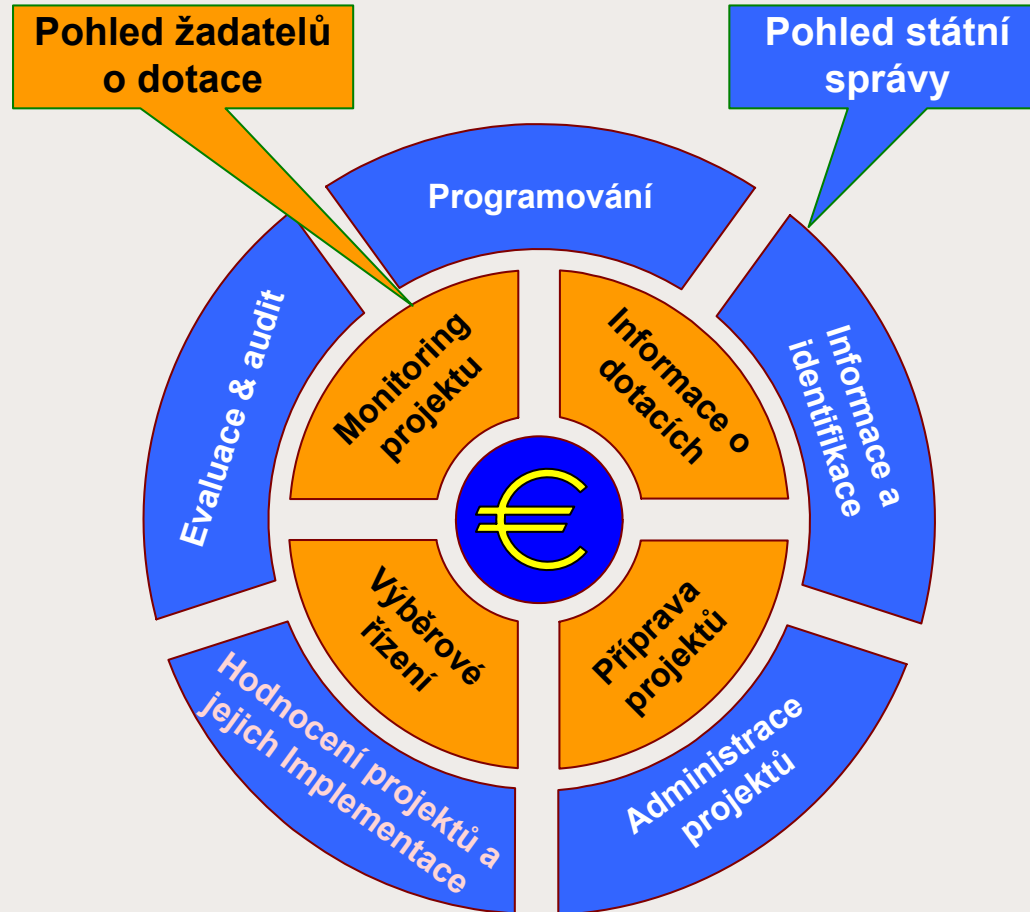 Pohled žadatelů
o dotace
Pohled státní
správy
Programování
Informace a
identifikace
Administrace
projektů
Hodnocení projektů a
jejich Implementace
Evaluace & audit
Monitoring
projektu
Informace o
dotacích
Příprava
projektů
Výběrové
řízení
€